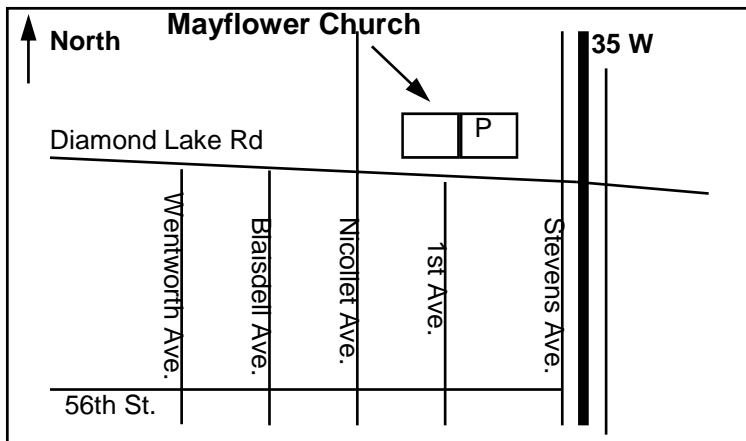 Mayflower Church
North
35 W
P
Diamond Lake Rd
Wentworth Ave.
Blaisdell Ave.
Nicollet Ave.
1st Ave.
Stevens Ave.
56th St.